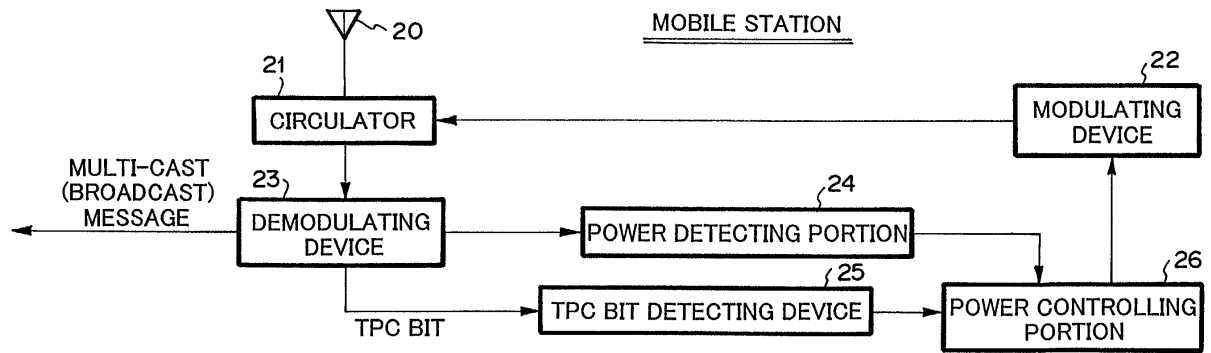 20
MOBILE STATION
21
CIRCULATOR
22
MODULATING
DEVICE
MULTI-CAST
(BROADCAST)
MESSAGE
23
DEMODULATING
DEVICE
24
POWER DETECTING PORTION
25
TPC BIT DETECTING DEVICE
TPC BIT
26
POWER CONTROLLING
PORTION